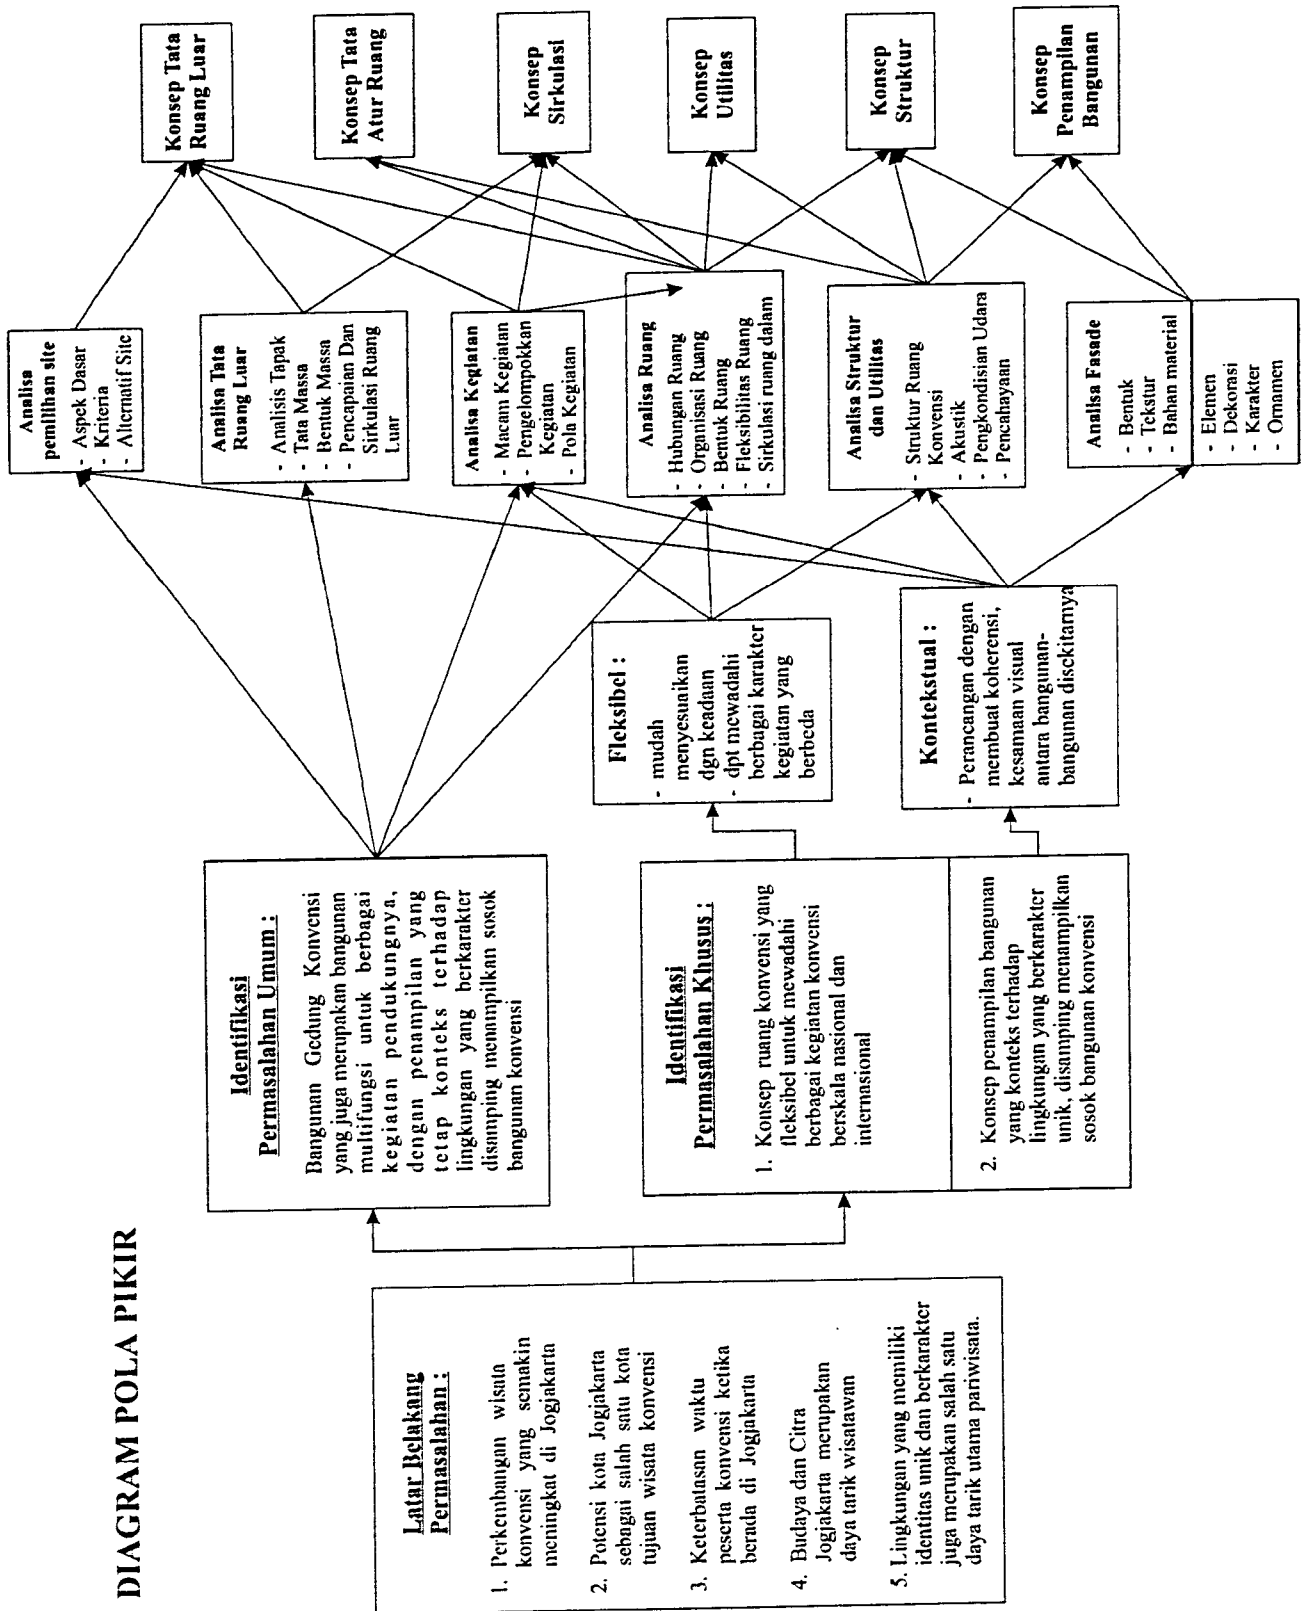 DIAGRAM POLA PIKIR
Latar Belakang
Permasalahan :
1. Perkembangan wisata
konvensi yang semakin
meningkat di Jogjakarta
2. Potensi kota Jogjakarta
sebagai salah satu kota
tujuan wisata konvensi
3. Keterbatasan waktu
peserta konvensi ketika
berada di Jogjakarta
4. Budaya dan Citra
Jogjakarta merupakan
daya tarik wisatawan
5. Lingkungan yang memiliki
identitas unik dan berkarakter
juga merupakan salah satu
daya tarik utama pariwisata.
Identifikasi
Permasalahan Umum :
Bangunan Gedung Konvensi
yang juga merupakan bangunan
multifungsi untuk berbagai
kegiatan pendukungnya,
dengan penampilan yang
tetap konteks terhadap
lingkungan yang berkarakter
disamping menampilkan sosok
bangunan konvensi
Identifikasi
Permasalahan Khusus :
1. Konsep ruang konvensi yang
fleksibel untuk mewadahi
berbagai kegiatan konvensi
berskala nasional dan
internasional
2. Konsep penampilan bangunan
yang konteks terhadap
lingkungan yang berkarakter
unik, disamping menampilkan
sosok bangunan konvensi
Fleksibel :
- mudah
menyesuaikan
dgn keadaan
- dpt mewadahi
berbagai karakter
kegiatan yang
berbeda
Kontekstual :
- Perancangan dengan
membuat koherensi,
kesamaan visual
antara bangunan-
bangunan disekitarnya
Analisa
pemilihan site
- Aspek Dasar
- Kriteria
- Alternatif Site
Analisa Tata
Ruang Luar
- Analisis Tapak
- Tata Massa
- Bentuk Massa
- Pencapaian Dan
Sirkulasi Ruang
Luar
Analisa Kegiatan
- Macam Kegiatan
- Pengelompokkan
Kegiatan
- Pola Kegiatan
Analisa Ruang
- Hubungan Ruang
- Organisasi Ruang
- Bentuk Ruang
- Fleksibilitas Ruang
- Sirkulasi ruang dalam
Analisa Struktur
dan Utilitas
- Struktur Ruang
Konvensi
- Akustik
- Pengkondisian Udara
- Pencahayaan
Analisa Fasade
- Bentuk
- Tekstur
- Bahan material
- Elemen
- Dekorasi
- Karakter
- Ornamen
Konsep Tata
Ruang Luar
Konsep Tata
Atur Ruang
Konsep
Sirkulasi
Konsep
Utilitas
Konsep
Struktur
Konsep
Penampilan
Bangunan